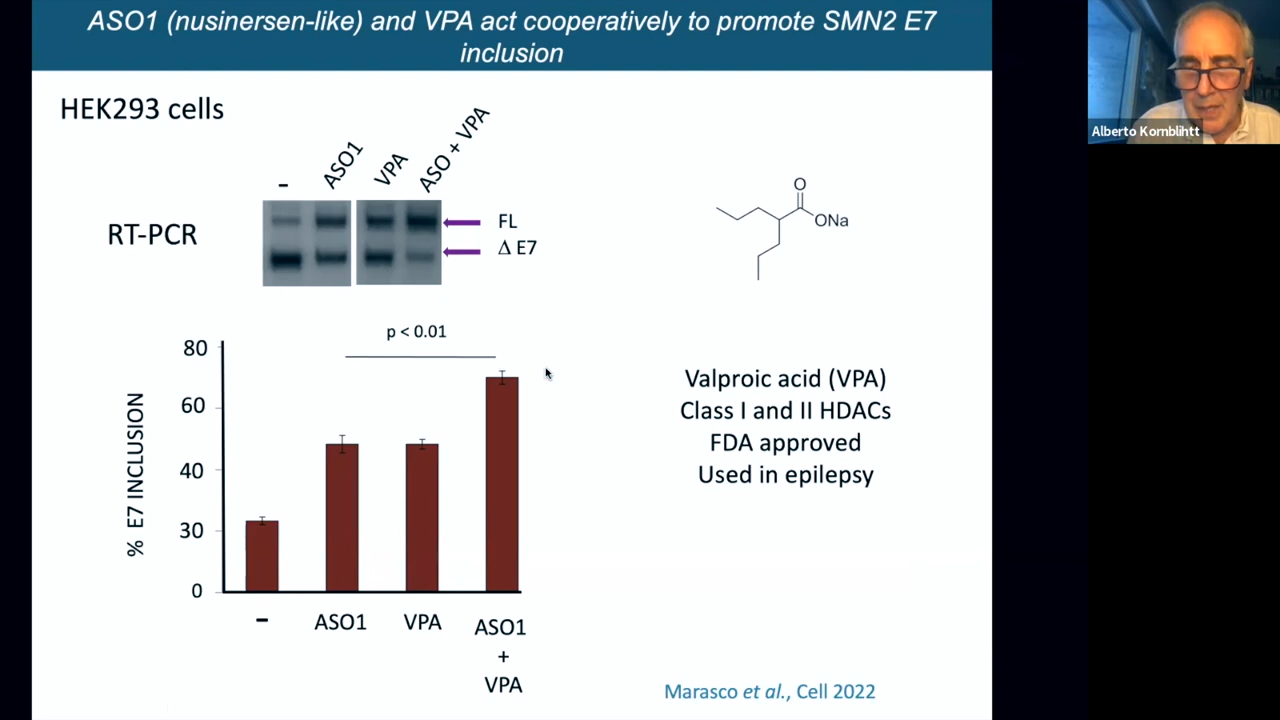 ASO1 (nusinersen-like) and VPA act cooperatively to promote SMN2 E7
inclusion
Alberto Kornblihtt
HEK293 cells
-
ASO1
VPA
ASO + VPA
RT-PCR
FL
Δ E7
O
ONa
p < 0.01
% E7 INCLUSION
80
60
40
30
0
-
ASO1
VPA
ASO1
+
VPA
Valproic acid (VPA)
Class I and II HDACs
FDA approved
Used in epilepsy
Marasco et al., Cell 2022